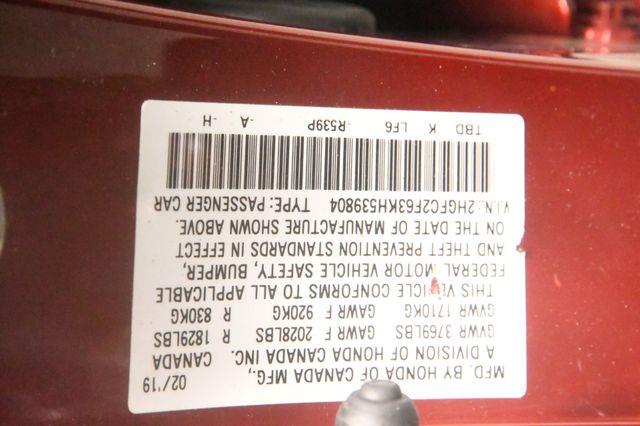 MFD. BY HONDA OF CANADA MFG., 02/19
A DIVISION OF HONDA CANADA INC. CANADA
GVWR 3769LBS GAWR F 2028LBS R 1829LBS
GVWR 1710KG GAWR F 920KG R 830KG
THIS VEHICLE CONFORMS TO ALL APPLICABLE
FEDERAL MOTOR VEHICLE SAFETY, BUMPER,
AND THEFT PREVENTION STANDARDS IN EFFECT
ON THE DATE OF MANUFACTURE SHOWN ABOVE.
V.I.N.: 2HGFC2F63KH539804 TYPE: PASSENGER CAR
TBD K LF6 -R539P -A -H